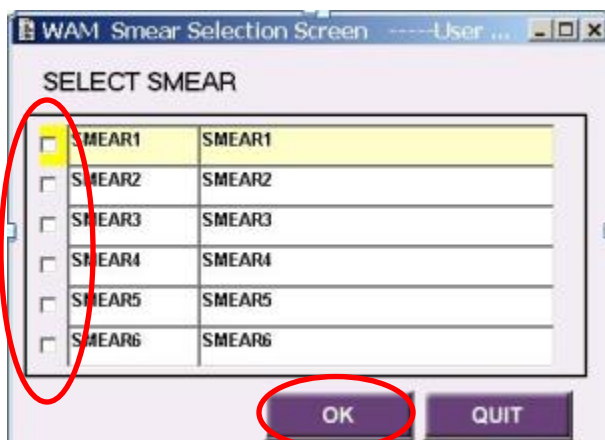 WAM Smear Selection Screen -----User ...
SELECT SMEAR
SMEAR1 SMEAR1
SMEAR2 SMEAR2
SMEAR3 SMEAR3
SMEAR4 SMEAR4
SMEAR5 SMEAR5
SMEAR6 SMEAR6
OK QUIT